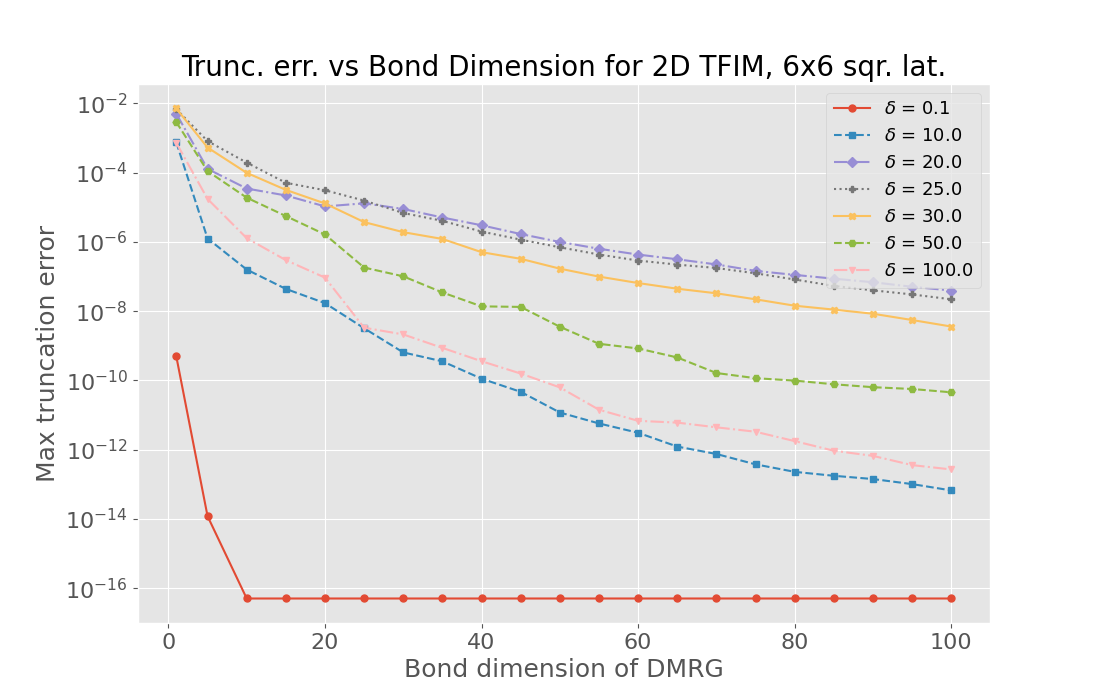 Trunc. err. vs Bond Dimension for 2D TFIM, 6x6 sqr. lat.
Max truncation error
10⁻²
10⁻⁴
10⁻⁶
10⁻⁸
10⁻¹⁰
10⁻¹²
10⁻¹⁴
10⁻¹⁶
δ = 0.1
δ = 10.0
δ = 20.0
δ = 25.0
δ = 30.0
δ = 50.0
δ = 100.0
0 20 40 60 80 100
Bond dimension of DMRG